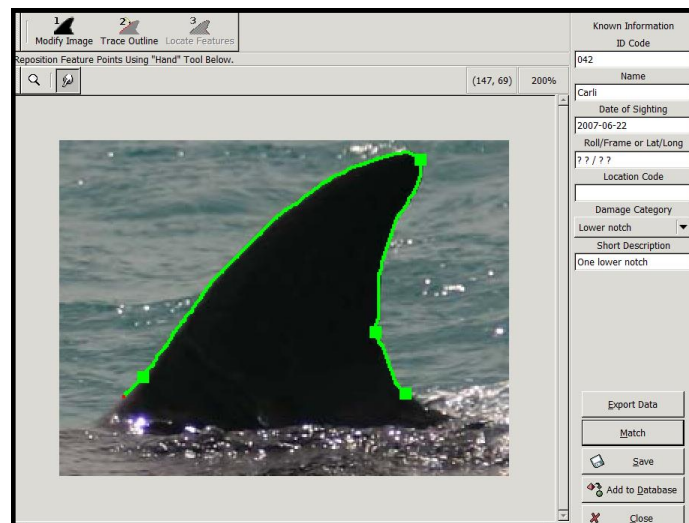 1 2 3
Modify Image Trace Outline Locate Features
Reposition Feature Points Using "Hand" Tool Below.
(147, 69) 200%
Known Information
ID Code
042
Name
Carli
Date of Sighting
2007-06-22
Roll/Frame or Lat/Long
? ? / ? ?
Location Code
Damage Category
Lower notch
Short Description
One lower notch
Export Data
Match
Save
Add to Database
Close